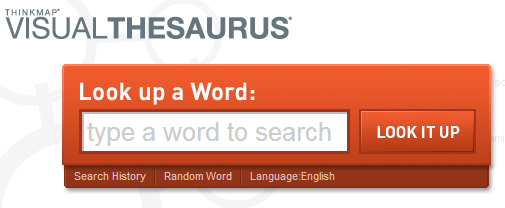 THINKMAP®
VISUALTHESAURUS®
Look up a Word:
type a word to search
LOOK IT UP
Search History
Random Word
Language:English